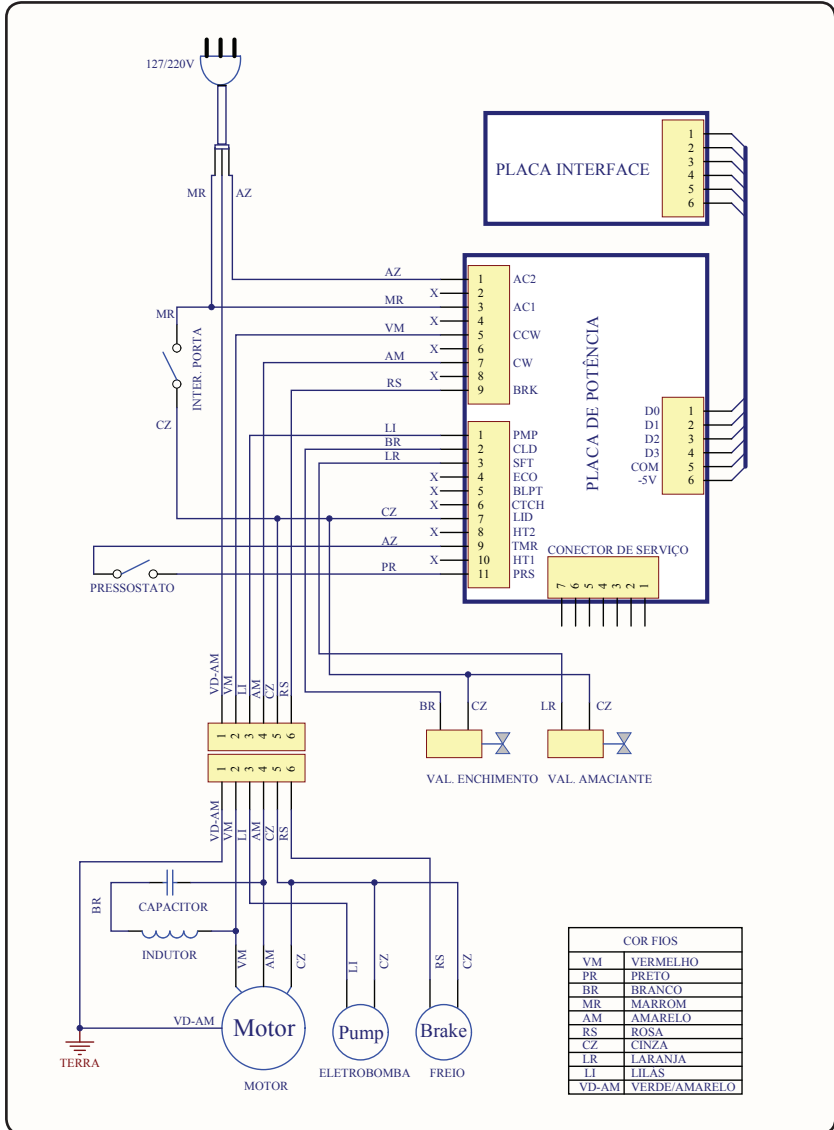 127/220V
MR
AZ
PLACA INTERFACE
1
2
3
4
5
6
PLACA DE POTÊNCIA
AZ 1 AC2
X 2
MR 3 AC1
X 4
VM 5 CCW
X 6
AM 7 CW
X 8
RS 9 BRK
MR
INTER. PORTA
CZ
LI 1 PMP
BR 2 CLD
LR 3 SFT
X 4 ECO
X 5 BLPT
X 6 CTCH
CZ 7 LID
X 8 HT2
AZ 9 TMR
X 10 HT1
PR 11 PRS
D0 1
D1 2
D2 3
D3 4
COM 5
-5V 6
CONECTOR DE SERVIÇO
7 6 5 4 3 2 1
PRESSOSTATO
VD-AM VM LI AM CZ RS
1 2 3 4 5 6
1 2 3 4 5 6
VD-AM VM LI AM CZ RS
BR CZ
VAL. ENCHIMENTO
LR CZ
VAL. AMACIANTE
BR
CAPACITOR
INDUTOR
VM AM CZ
VD-AM
Motor
MOTOR
LI CZ
Pump
ELETROBOMBA
RS CZ
Brake
FREIO
TERRA
COR FIOS
VM VERMELHO
PR PRETO
BR BRANCO
MR MARROM
AM AMARELO
RS ROSA
CZ CINZA
LR LARANJA
LI LILÁS
VD-AM VERDE/AMARELO